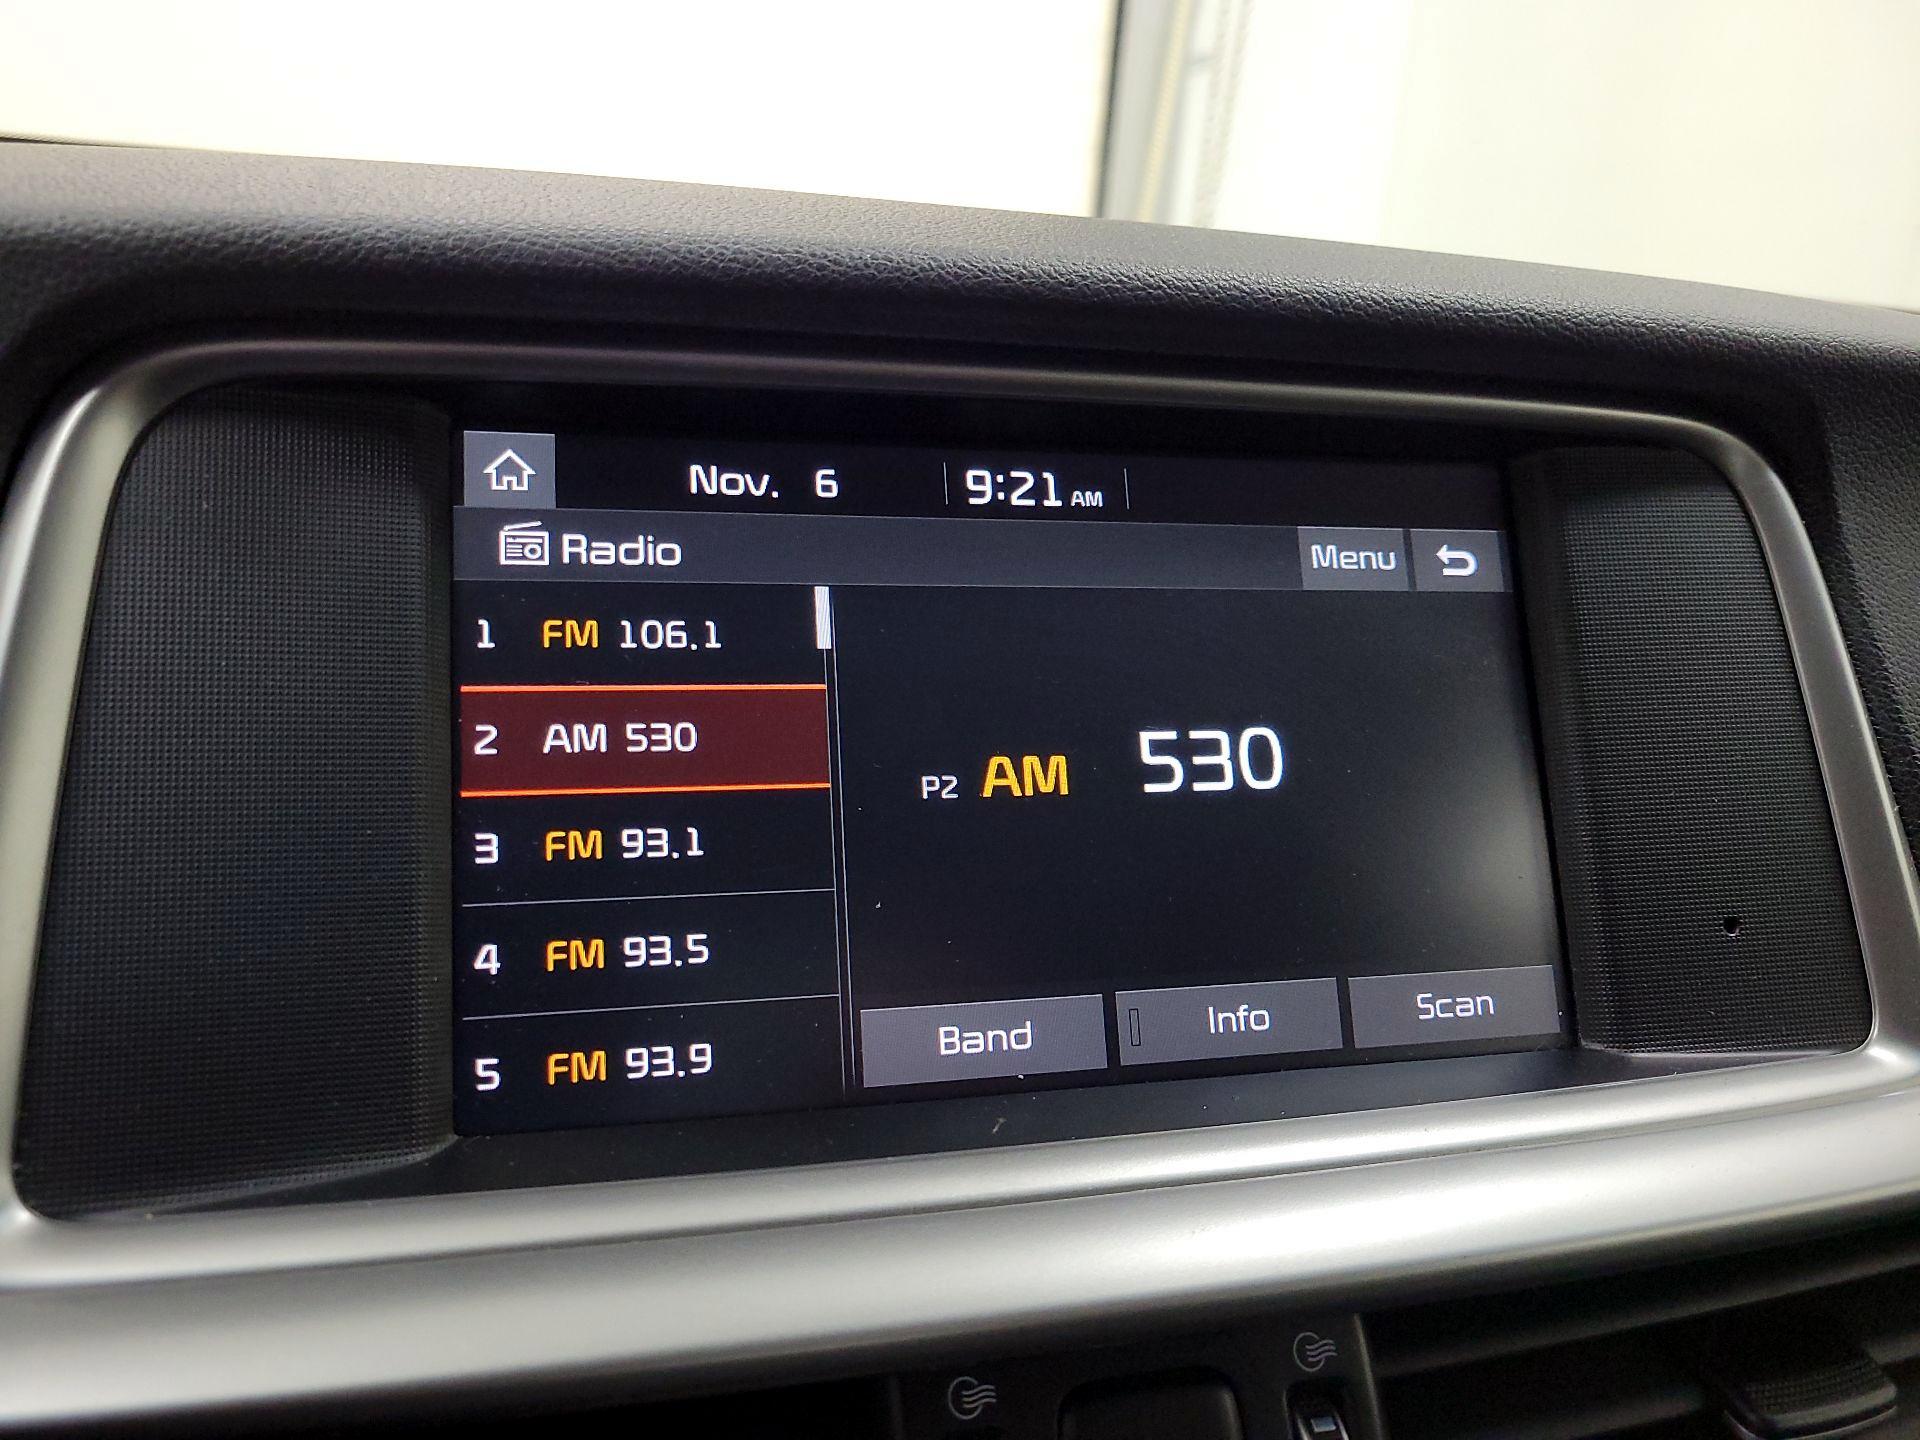 Nov. 6 9:21 AM
Radio Menu
1 FM 106.1
2 AM 530
3 FM 93.1
4 FM 93.5
5 FM 93.9
P2 AM 530
Band Info Scan